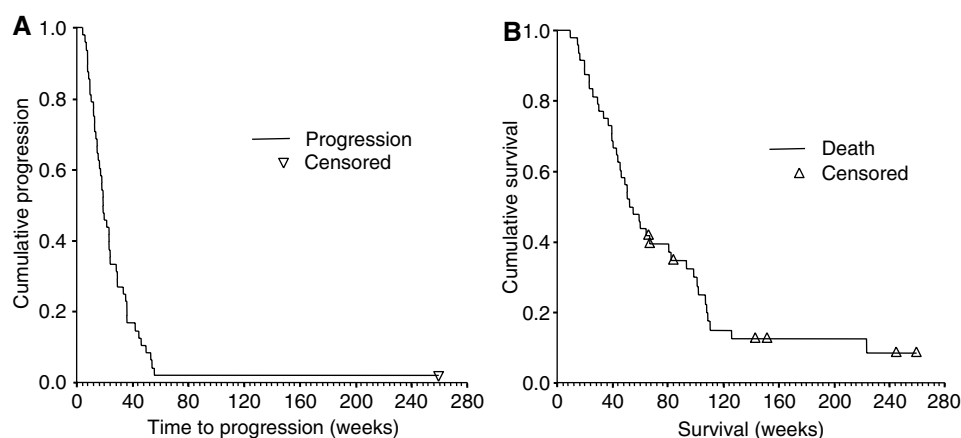 A
1.0
0.8
0.6
0.4
0.2
0.0
Cumulative progression
Progression
Censored
0 40 80 120 160 200 240 280
Time to progression (weeks)
B
1.0
0.8
0.6
0.4
0.2
0.0
Cumulative survival
Death
Censored
0 40 80 120 160 200 240 280
Survival (weeks)